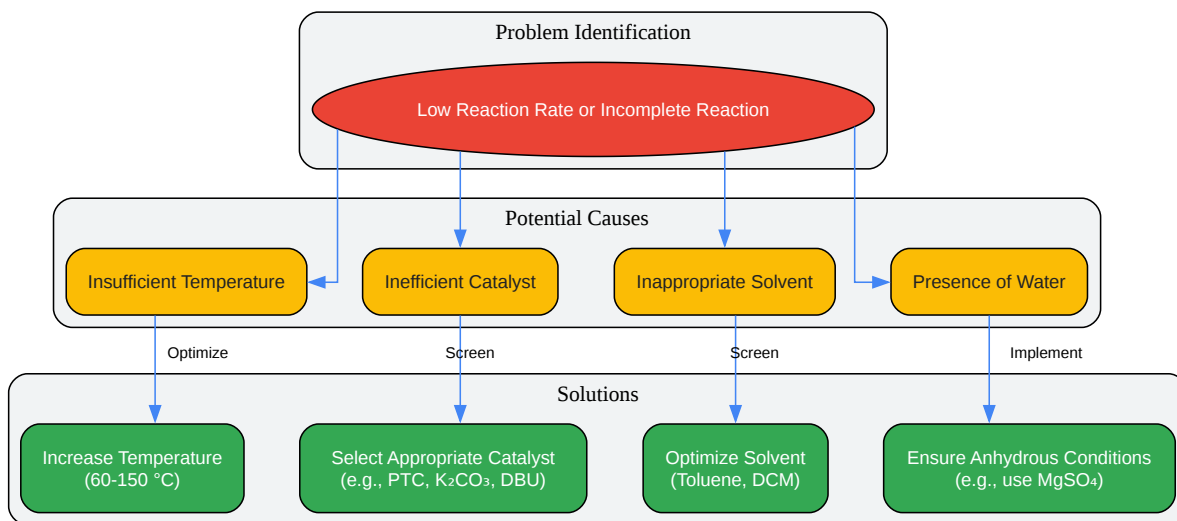 Problem Identification
Low Reaction Rate or Incomplete Reaction
Potential Causes
Insufficient Temperature
Inefficient Catalyst
Inappropriate Solvent
Presence of Water
Optimize
Screen
Screen
Implement
Solutions
Increase Temperature
(60-150 °C)
Select Appropriate Catalyst
(e.g., PTC, K₂CO₃, DBU)
Optimize Solvent
(Toluene, DCM)
Ensure Anhydrous Conditions
(e.g., use MgSO₄)